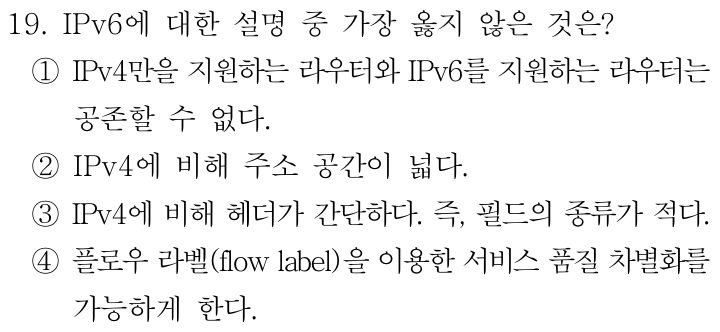 19. IPv6에 대한 설명 중 가장 옳지 않은 것은?
① IPv4만을 지원하는 라우터와 IPv6를 지원하는 라우터는
공존할 수 없다.
② IPv4에 비해 주소 공간이 넓다.
③ IPv4에 비해 헤더가 간단하다. 즉, 필드의 종류가 적다.
④ 플로우 라벨(flow label)을 이용한 서비스 품질 차별화를
가능하게 한다.